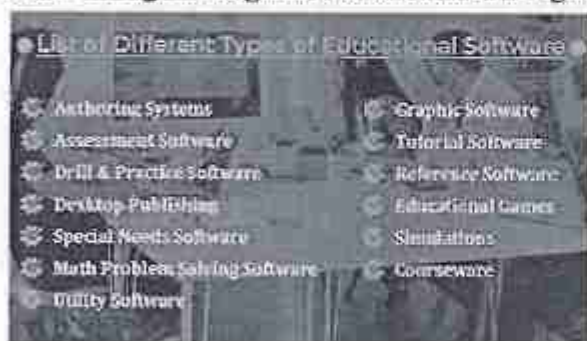 List of Different Types of Educational Software
Authoring Systems
Assessment Software
Drill & Practice Software
Desktop Publishing
Special Needs Software
Math Problem Solving Software
Utility Software
Graphic Software
Tutorial Software
Reference Software
Educational Games
Simulations
Courseware